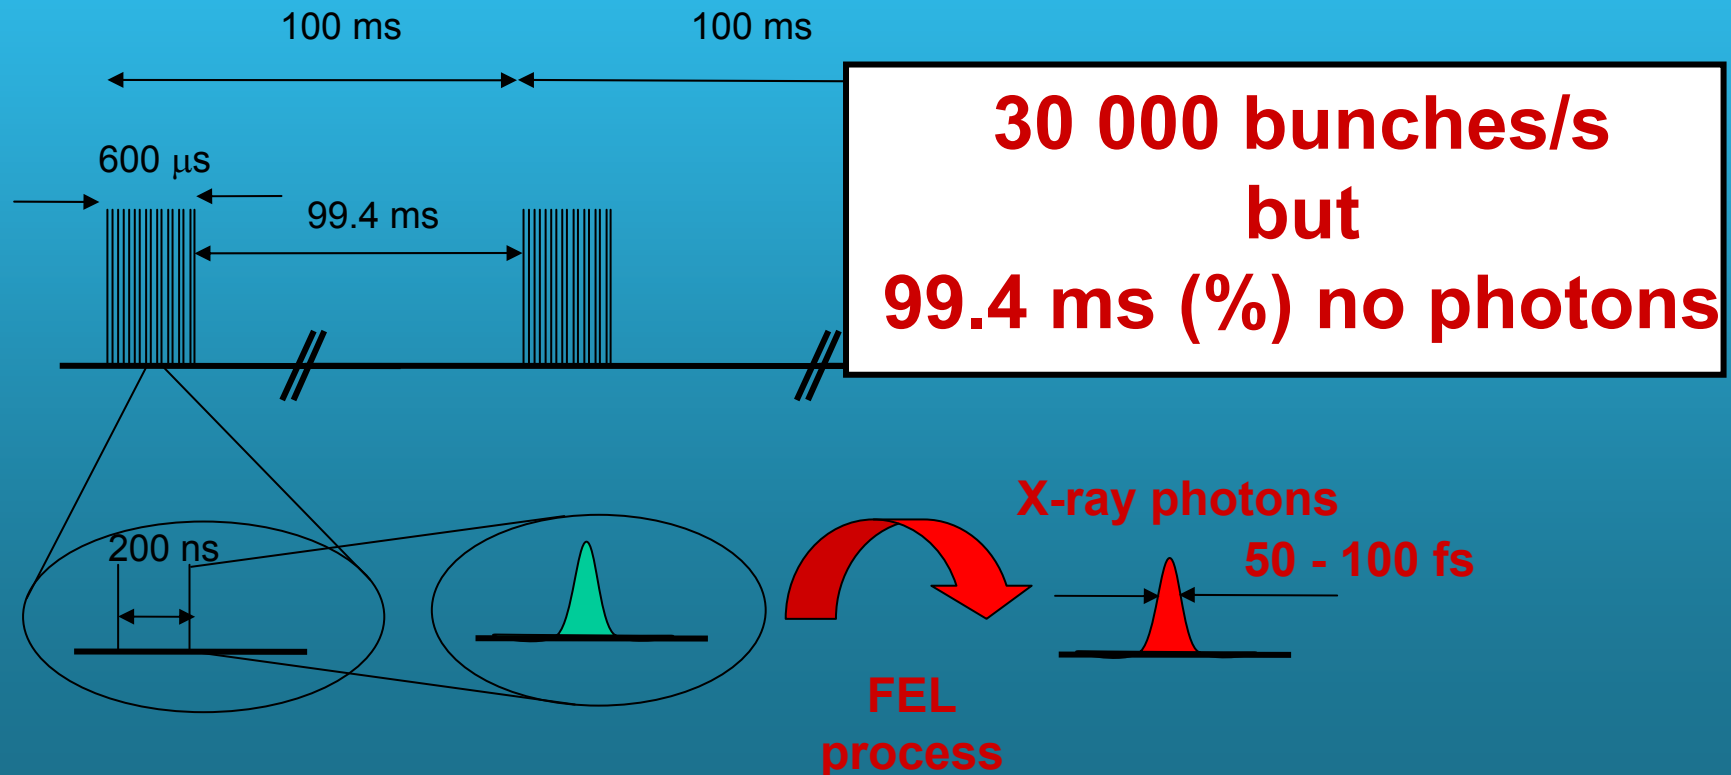 100 ms
100 ms
30 000 bunches/s
but
99.4 ms (%) no photons
600 μs
99.4 ms
X-ray photons
50 - 100 fs
200 ns
FEL
process